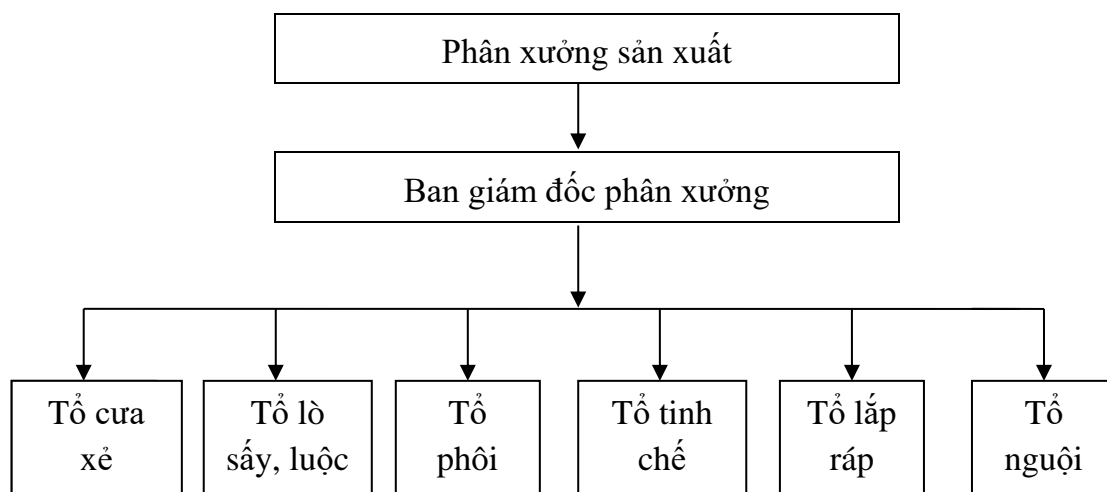 Phân xưởng sản xuất
Ban giám đốc phân xưởng
Tổ cưa
xẻ
Tổ lò
sấy, luộc
Tổ
phôi
Tổ tinh
chế
Tổ lắp
ráp
Tổ
nguội